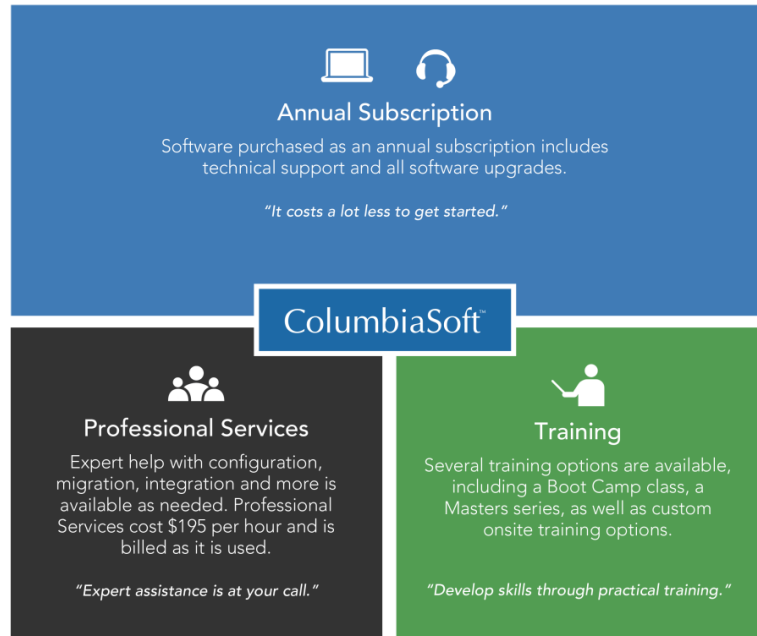 Annual Subscription
Software purchased as an annual subscription includes
technical support and all software upgrades.
“It costs a lot less to get started.”
ColumbiaSoft™
Professional Services
Expert help with configuration,
migration, integration and more is
available as needed. Professional
Services cost $195 per hour and is
billed as it is used.
“Expert assistance is at your call.”
Training
Several training options are available,
including a Boot Camp class, a
Masters series, as well as custom
onsite training options.
“Develop skills through practical training.”